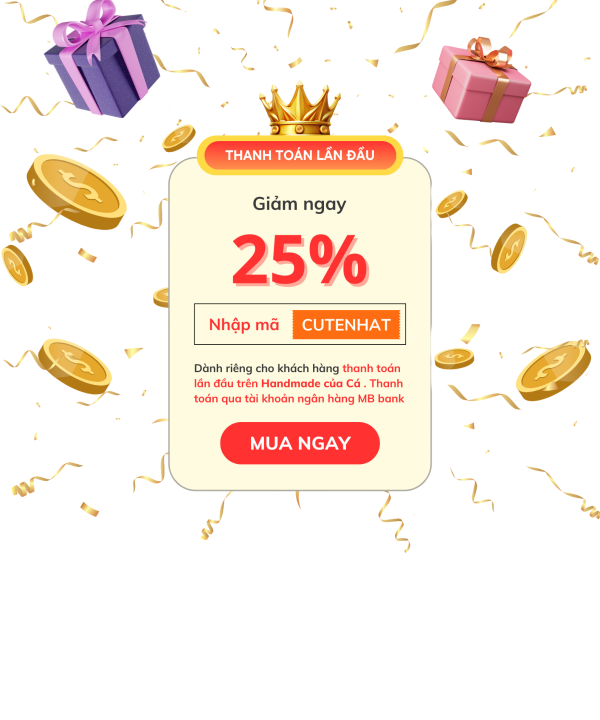 THANH TOÁN LẦN ĐẦU
Giảm ngay
25%
Nhập mã CUTENHAT
Dành riêng cho khách hàng thanh toán
lần đầu trên Handmade của Cá . Thanh
toán qua tài khoản ngân hàng MB bank
MUA NGAY